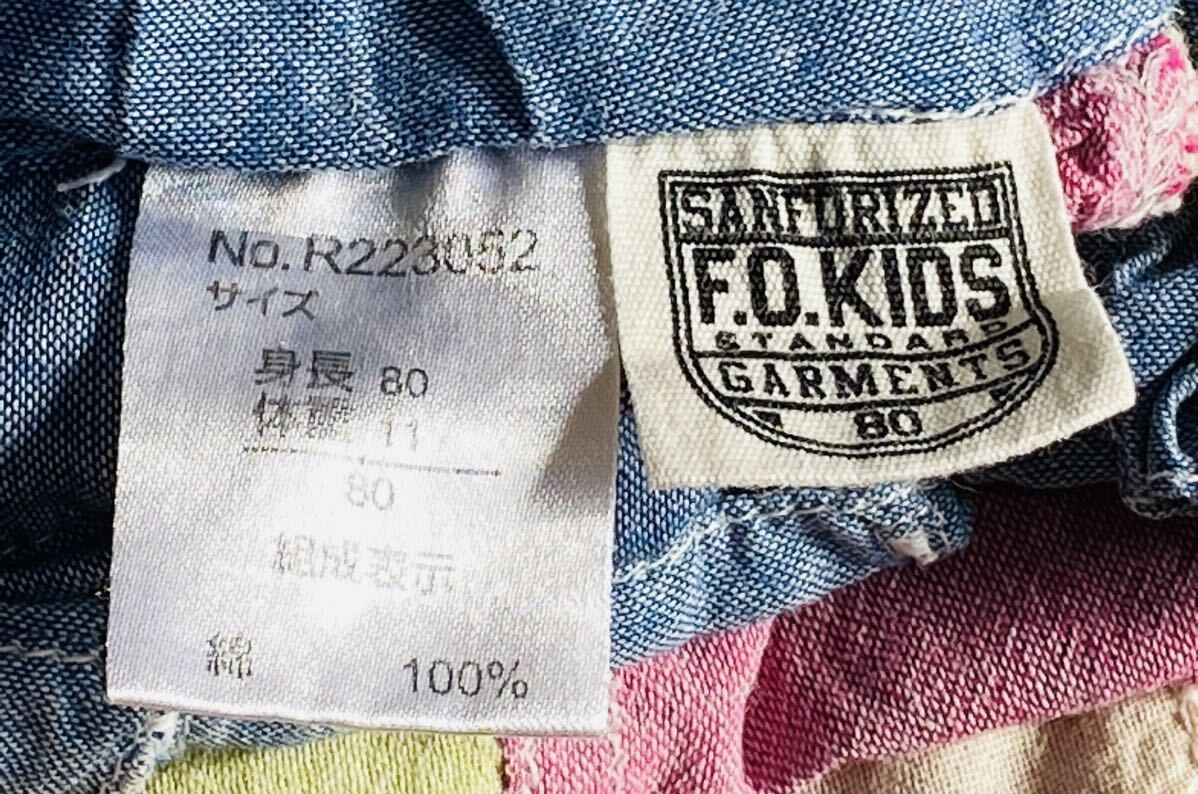 No.R223052
サイズ
身長 80
体重 11
80
組成表示
綿 100%
SANFORIZED
F.O.KIDS
STANDARD
GARMENTS
80